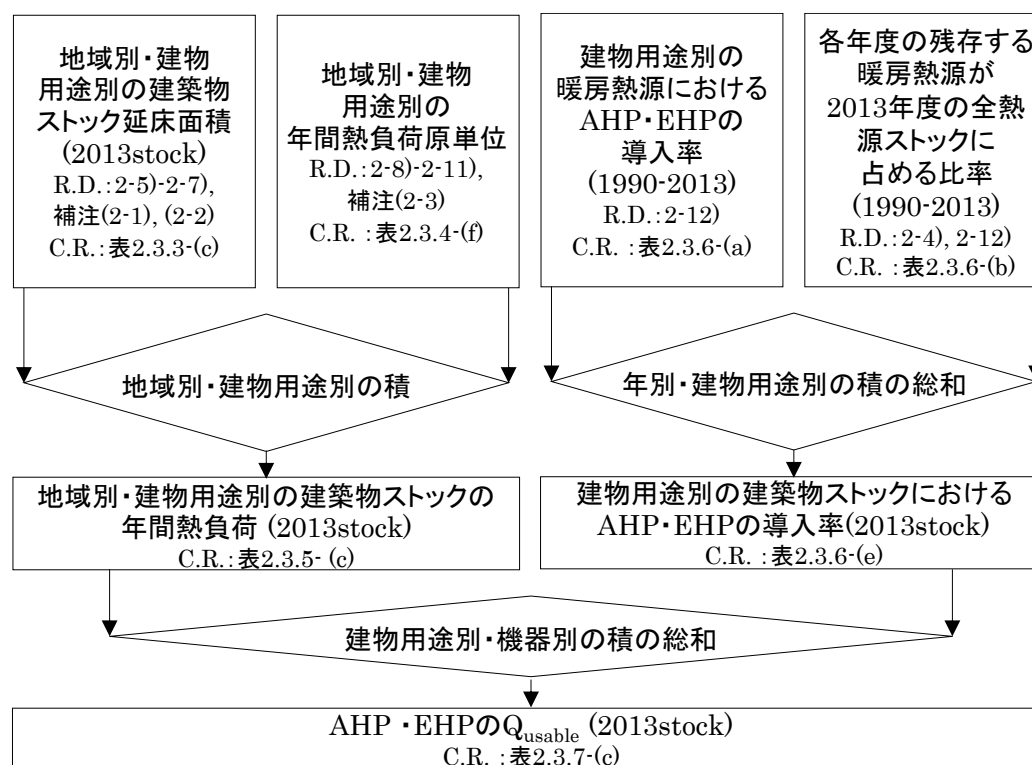 地域別・建物
用途別の建築物
ストック延床面積
(2013stock)
R.D.:2-5)-2-7),
補注(2-1), (2-2)
C.R.:表2.3.3-(c)
地域別・建物
用途別の
年間熱負荷原単位
R.D.:2-8)-2-11),
補注(2-3)
C.R. :表2.3.4-(f)
建物用途別の
暖房熱源における
AHP・EHPの
導入率
(1990-2013)
R.D.:2-12)
C.R. :表2.3.6-(a)
各年度の残存する
暖房熱源が
2013年度の全熱
源ストックに
占める比率
(1990-2013)
R.D.:2-4), 2-12)
C.R. :表2.3.6-(b)
地域別・建物用途別の積
年別・建物用途別の積の総和
地域別・建物用途別の建築物ストックの
年間熱負荷 (2013stock)
C.R.:表2.3.5- (c)
建物用途別の建築物ストックにおける
AHP・EHPの導入率(2013stock)
C.R. :表2.3.6-(e)
建物用途別・機器別の積の総和
AHP ・EHPのQusable (2013stock)
C.R. :表2.3.7-(c)